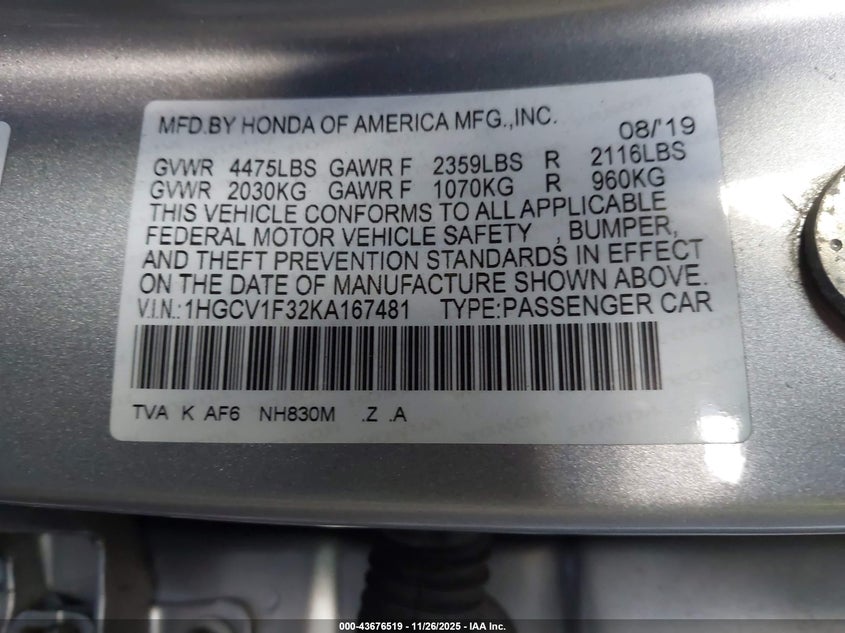 MFD.BY HONDA OF AMERICA MFG.,INC. 08/'19
GVWR 4475LBS GAWR F 2359LBS R 2116LBS
GVWR 2030KG GAWR F 1070KG R 960KG
THIS VEHICLE CONFORMS TO ALL APPLICABLE
FEDERAL MOTOR VEHICLE SAFETY , BUMPER,
AND THEFT PREVENTION STANDARDS IN EFFECT
ON THE DATE OF MANUFACTURE SHOWN ABOVE.
V.I.N.:1HGCV1F32KA167481 TYPE:PASSENGER CAR
TVA K AF6 NH830M .Z .A
000-43676519 - 11/26/2025 - IAA Inc.